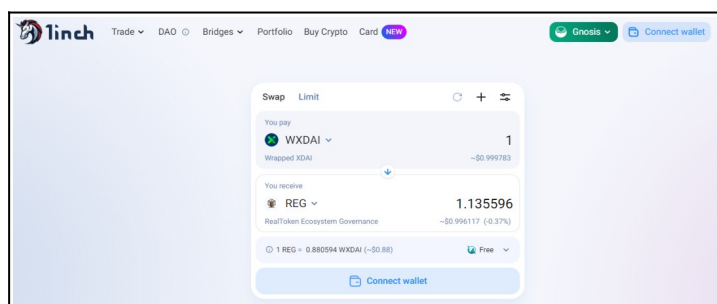 1inch Trade DAO Bridges Portfolio Buy Crypto Card NEW Gnosis Connect wallet
Swap Limit
You pay
WXDAI 1
Wrapped XDAI ~$0.999783
You receive
REG 1.135596
RealToken Ecosystem Governance ~$0.996117 (-0.37%)
1 REG = 0.880594 WXDAI (~$0.88) Free
Connect wallet